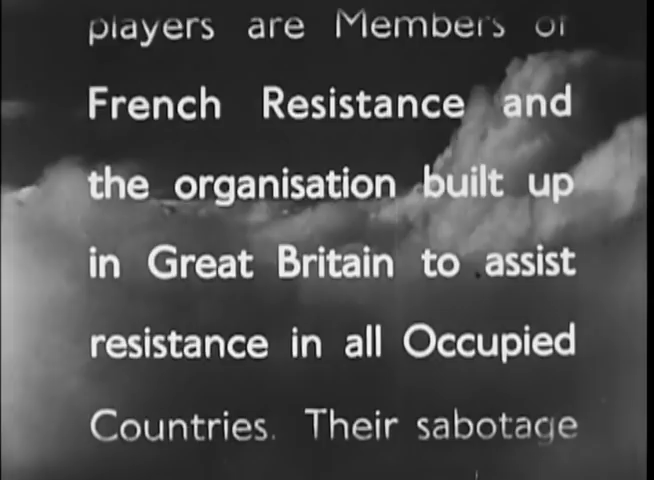 players are Members of
French Resistance and
the organisation built up
in Great Britain to assist
resistance in all Occupied
Countries. Their sabotage